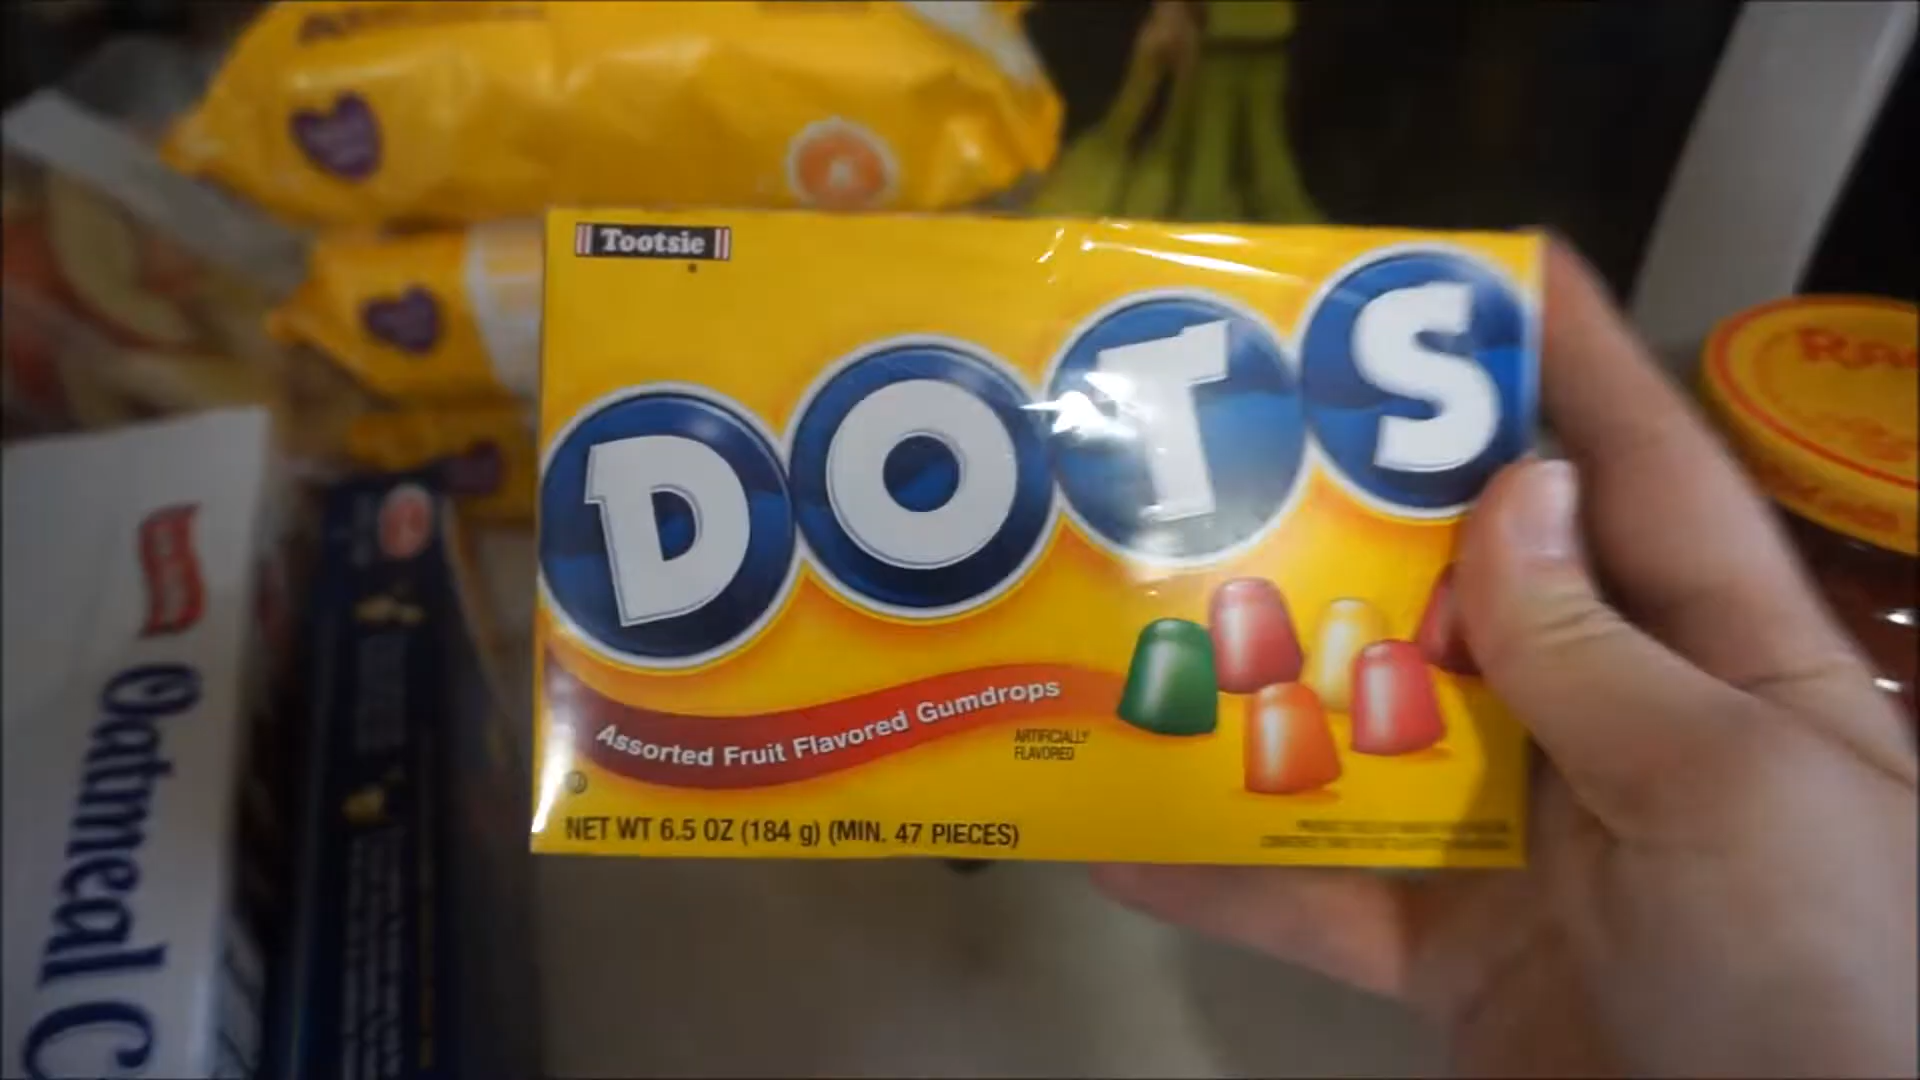 Tootsie
DOTS
Assorted Fruit Flavored Gumdrops
ARTIFICIALLY
FLAVORED
NET WT 6.5 OZ (184 g) (MIN. 47 PIECES)
Oatmeal C